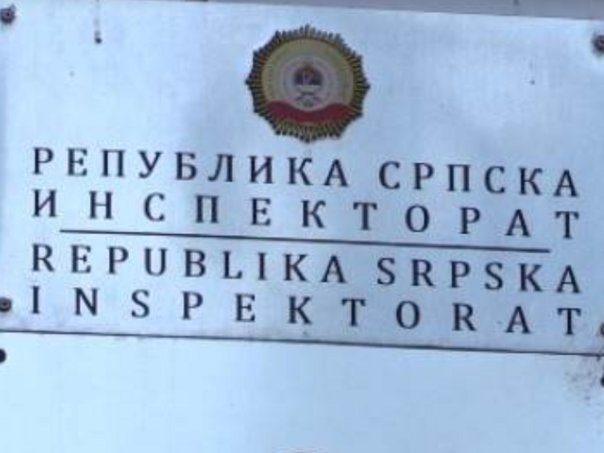 РЕПУБЛИКА СРПСКА
ИНСПЕКТОРАТ
REPUBLIKA SRPSKA
INSPEKTORAT